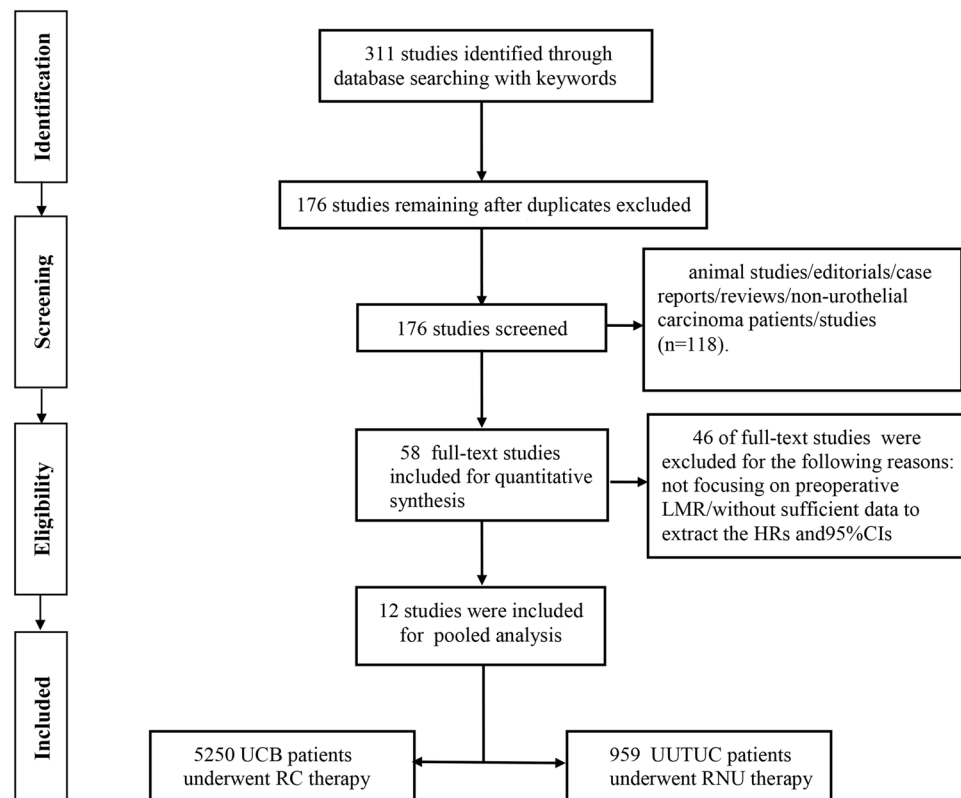 Identification
311 studies identified through
database searching with keywords
176 studies remaining after duplicates excluded
Screening
176 studies screened
animal studies/editorials/case
reports/reviews/non-urothelial
carcinoma patients/studies
(n=118).
Eligibility
58 full-text studies
included for quantitative
synthesis
46 of full-text studies were
excluded for the following reasons:
not focusing on preoperative
LMR/without sufficient data to
extract the HRs and95%CIs
12 studies were included
for pooled analysis
Included
5250 UCB patients
underwent RC therapy
959 UUTUC patients
underwent RNU therapy